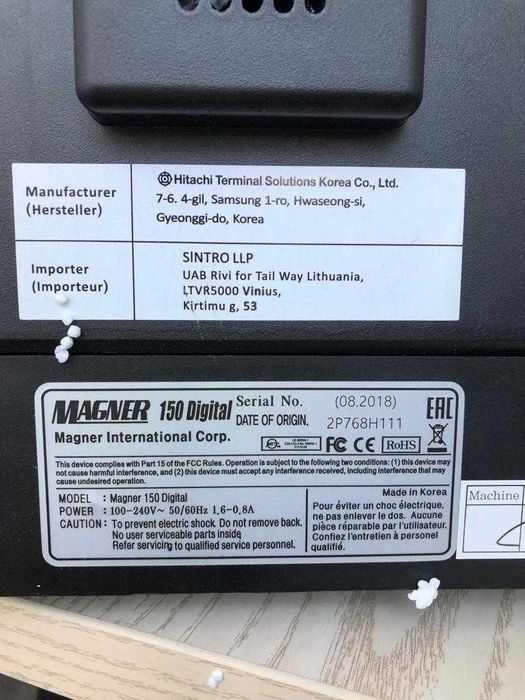 Manufacturer
(Hersteller)
Hitachi Terminal Solutions Korea Co., Ltd.
7-6. 4-gil, Samsung 1-ro, Hwaseong-si,
Gyeonggi-do, Korea
Importer
(Importeur)
SINTRO LLP
UAB Rivi for Tail Way Lithuania,
LTVR5000 Vinius,
Kirtimu g, 53
MAGNER 150 Digital
Magner International Corp.
Serial No. (08.2018)
DATE OF ORIGIN. 2P768H111
EAC
FC CE RoHS
This device complies with Part 15 of the FCC Rules. Operation is subject to the following two conditions: (1) this device may
not cause harmful interference, and (2) this device must accept any interference received, including interference that may
cause undesired operation.
MODEL : Magner 150 Digital
POWER : 100-240V~ 50/60Hz 1.6-0.8A
CAUTION : To prevent electric shock. Do not remove back.
No user serviceable parts inside
Refer servicing to qualified service personnel.
Made in Korea
Pour éviter un choc électrique,
ne pas enlever le dos. Aucune
pièce réparable par l'utilisateur.
Confiez l'entretien à personel
qualifié.
Machine